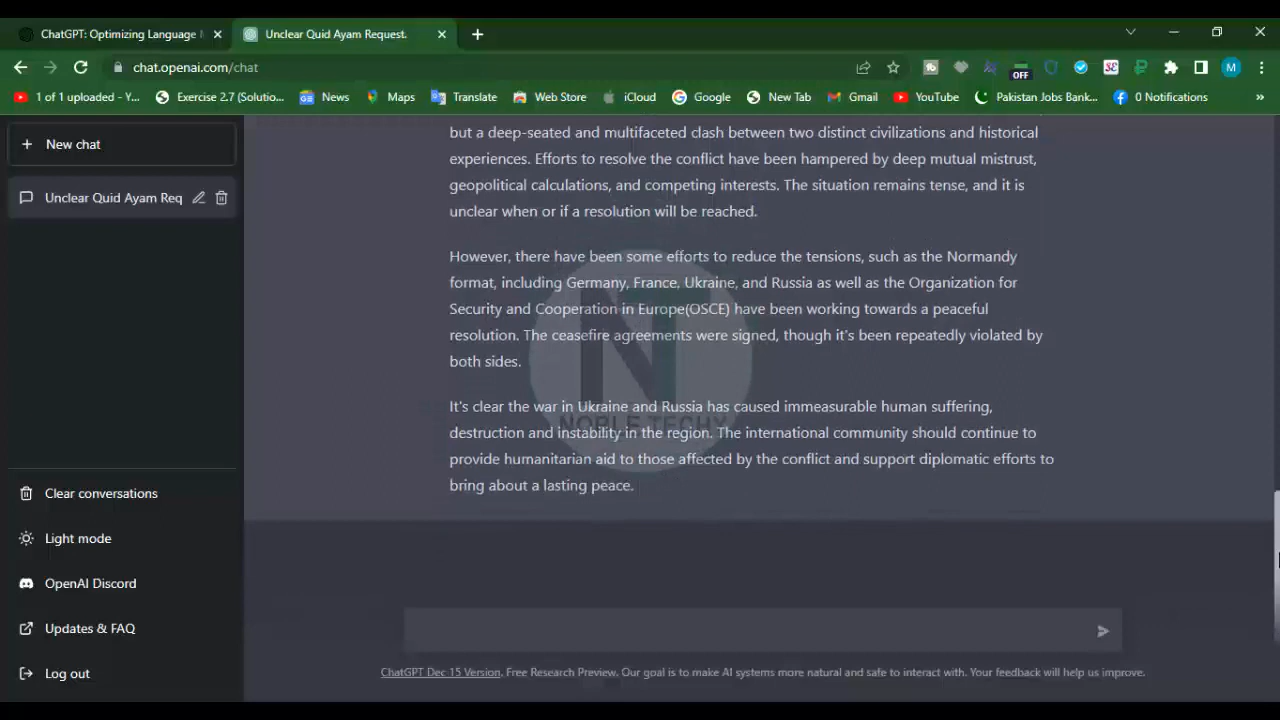 ChatGPT: Optimizing Language
Unclear Quid Ayam Request.
chat.openai.com/chat
OFF
M
1 of 1 uploaded - Y...
Exercise 2.7 (Solutio...
News
Maps
Translate
Web Store
iCloud
Google
New Tab
Gmail
YouTube
Pakistan Jobs Bank...
0 Notifications
»
New chat
Unclear Quid Ayam Req
but a deep-seated and multifaceted clash between two distinct civilizations and historical
experiences. Efforts to resolve the conflict have been hampered by deep mutual mistrust,
geopolitical calculations, and competing interests. The situation remains tense, and it is
unclear when or if a resolution will be reached.
However, there have been some efforts to reduce the tensions, such as the Normandy
format, including Germany, France, Ukraine, and Russia as well as the Organization for
Security and Cooperation in Europe(OSCE) have been working towards a peaceful
resolution. The ceasefire agreements were signed, though it's been repeatedly violated by
both sides.
It's clear the war in Ukraine and Russia has caused immeasurable human suffering,
destruction and instability in the region. The international community should continue to
provide humanitarian aid to those affected by the conflict and support diplomatic efforts to
bring about a lasting peace.
NT
NOBLE TECHY
Clear conversations
Light mode
OpenAI Discord
Updates & FAQ
Log out
ChatGPT Dec 15 Version. Free Research Preview. Our goal is to make AI systems more natural and safe to interact with. Your feedback will help us improve.